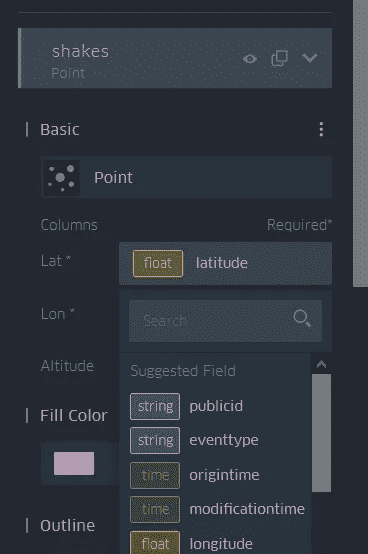 shakes
Point
Basic
Point
Columns Required*
Lat * float latitude
Lon * Search
Altitude Suggested Field
string publicid
Fill Color string eventtype
time origintime
time modificationtime
Outline
float longitude